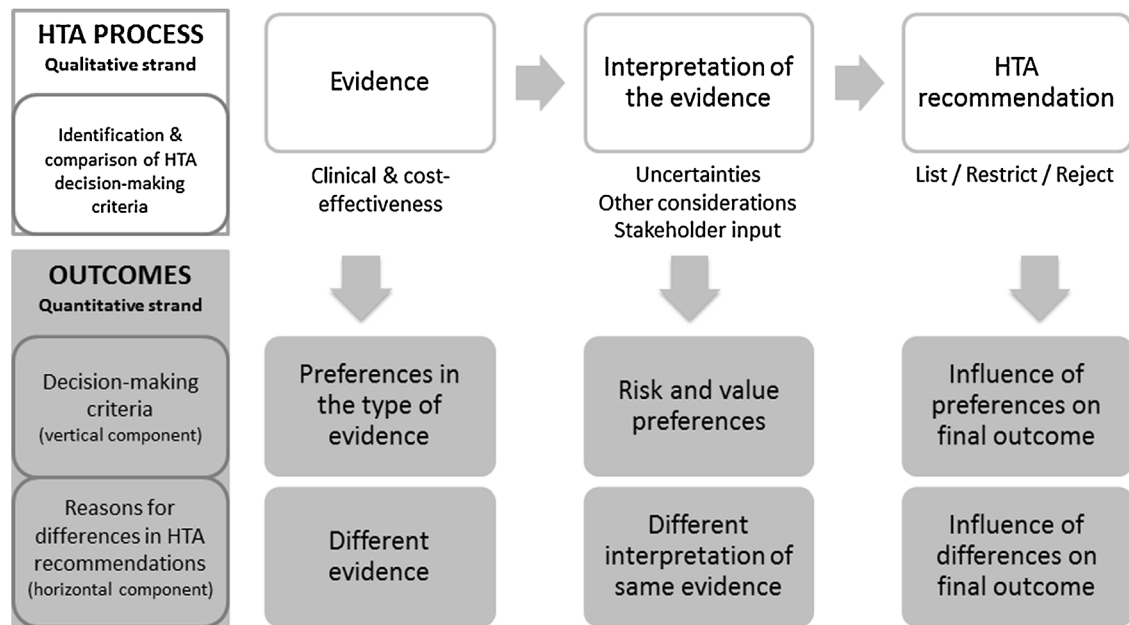 HTA PROCESS
Qualitative strand
Identification &
comparison of HTA
decision-making
criteria
Evidence
Clinical & cost-
effectiveness
Interpretation of
the evidence
Uncertainties
Other considerations
Stakeholder input
HTA
recommendation
List / Restrict / Reject
OUTCOMES
Quantitative strand
Decision-making
criteria
(vertical component)
Preferences in
the type of
evidence
Risk and value
preferences
Influence of
preferences on
final outcome
Reasons for
differences in HTA
recommendations
(horizontal component)
Different
evidence
Different
interpretation of
same evidence
Influence of
differences on
final outcome